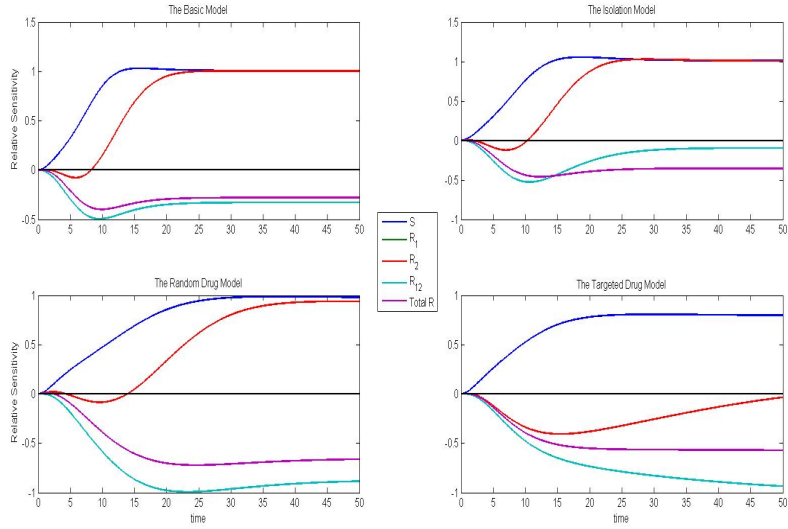 The Basic Model
The Isolation Model
1.5
1
0.5
0
-0.5
Relative Sensitivity
0 5 10 15 20 25 30 35 40 45 50
1.5
1
0.5
0
-0.5
-1
Relative Sensitivity
0 5 10 15 20 25 30 35 40 45 50
S
R1
R2
R12
Total R
The Random Drug Model
The Targeted Drug Model
1
0.5
0
-0.5
-1
Relative Sensitivity
0 5 10 15 20 25 30 35 40 45 50
time
1
0.5
0
-0.5
-1
0 5 10 15 20 25 30 35 40 45 50
time